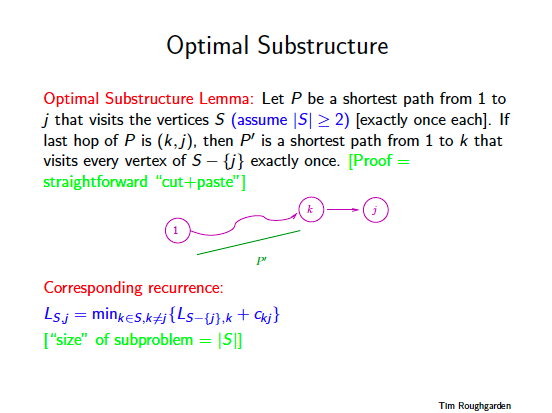 Optimal Substructure
Optimal Substructure Lemma: Let P be a shortest path from 1 to
j that visits the vertices S (assume |S| ≥ 2) [exactly once each]. If
last hop of P is (k, j), then P′ is a shortest path from 1 to k that
visits every vertex of S − {j} exactly once. [Proof =
straightforward “cut+paste”]
1 k j
P′
Corresponding recurrence:
L_{S,j} = min_{k∈S,k≠j}{L_{S−{j},k} + c_{kj}}
[“size” of subproblem = |S|]
Tim Roughgarden